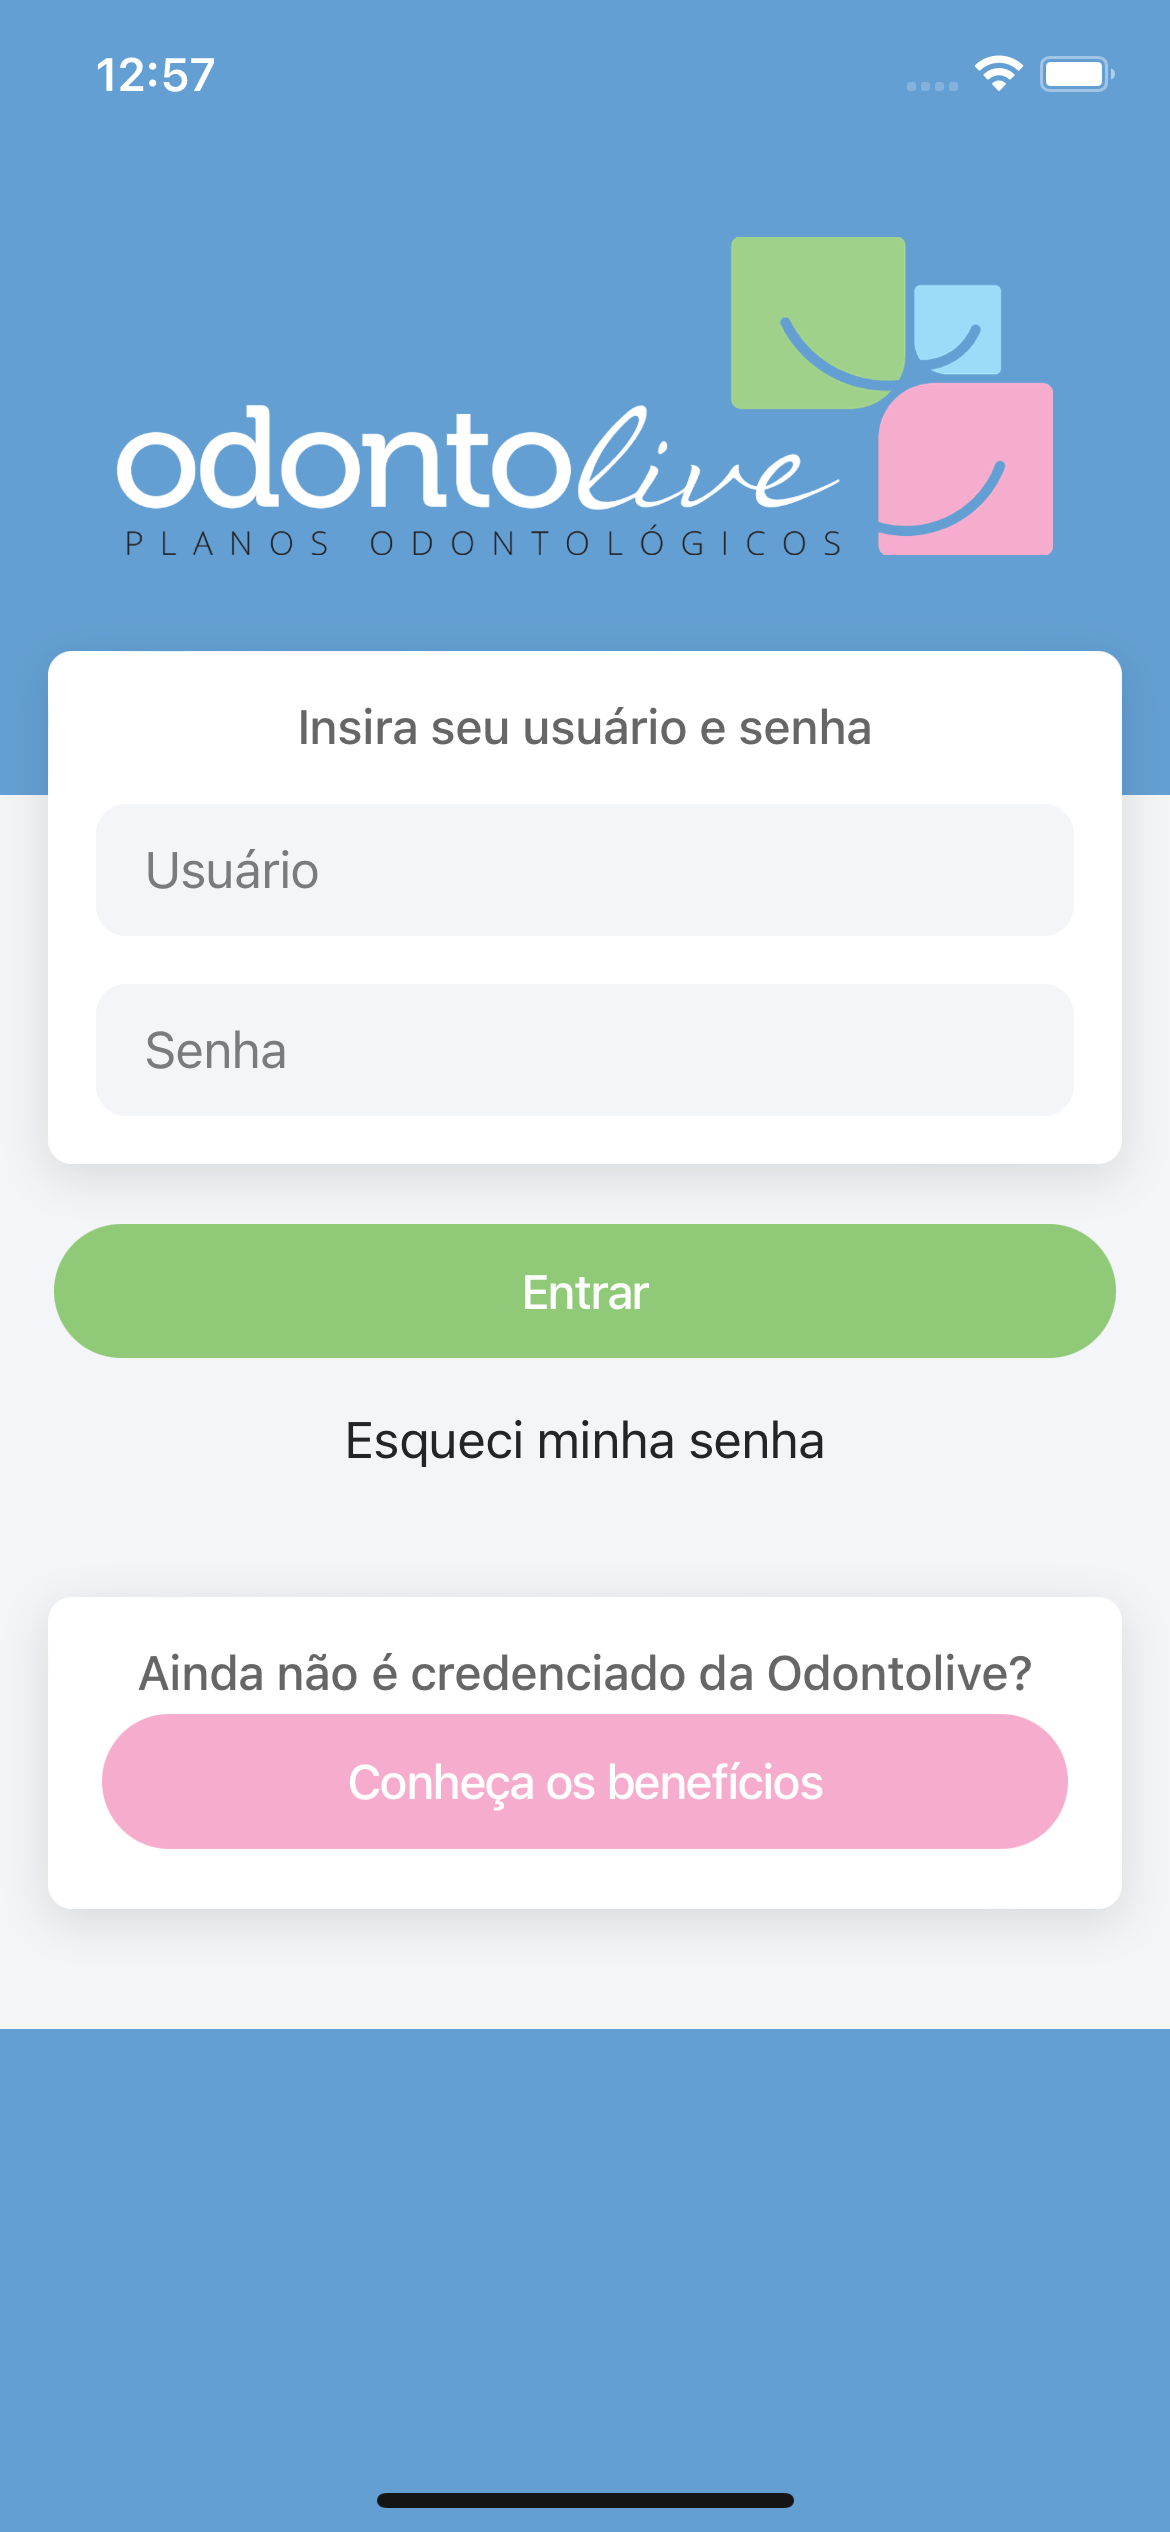 12:57
odontolive
PLANOS ODONTOLÓGICOS
Insira seu usuário e senha
Usuário
Senha
Entrar
Esqueci minha senha
Ainda não é credenciado da Odontolive?
Conheça os benefícios